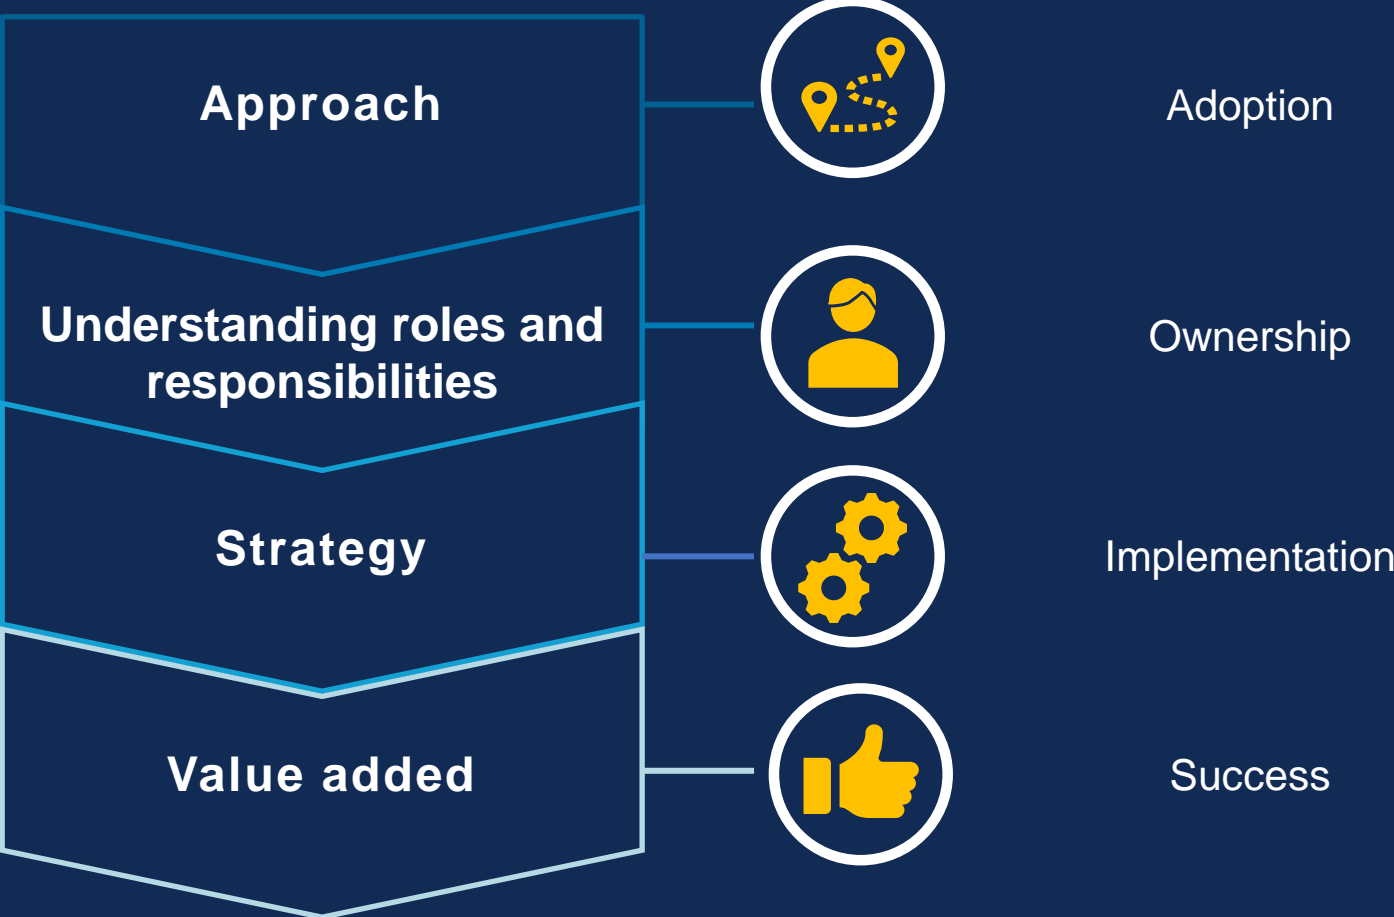 Approach
Adoption
Understanding roles and
responsibilities
Ownership
Strategy
Implementation
Value added
Success